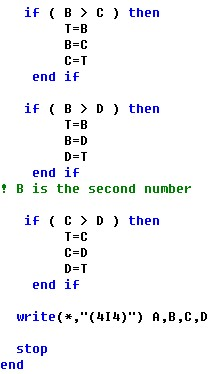 if ( B > C ) then
T=B
B=C
C=T
end if
if ( B > D ) then
T=B
B=D
D=T
end if
! B is the second number
if ( C > D ) then
T=C
C=D
D=T
end if
write(*,"(4I4)") A,B,C,D
stop
end